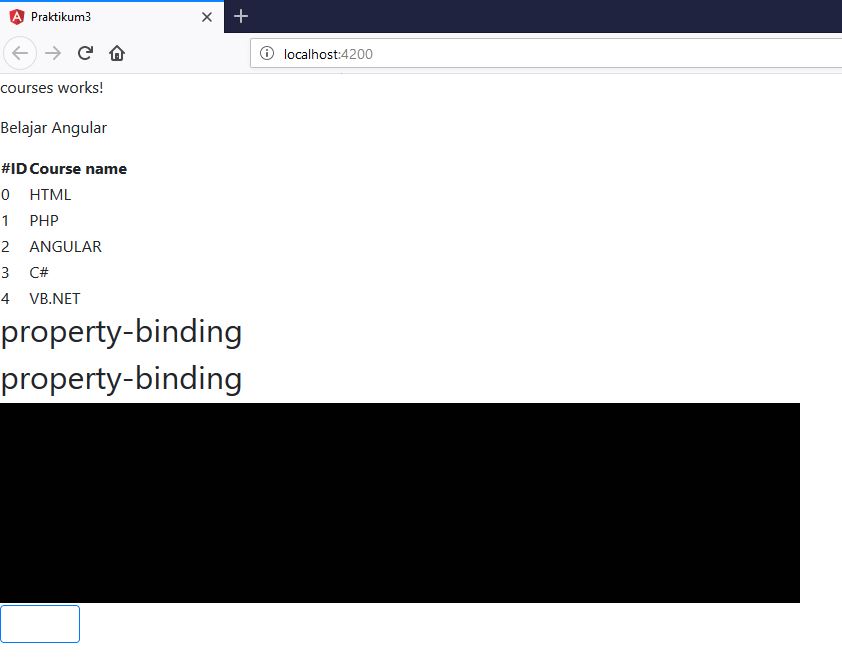 Praktikum3
localhost:4200
courses works!
Belajar Angular
#ID Course name
0 HTML
1 PHP
2 ANGULAR
3 C#
4 VB.NET
property-binding
property-binding